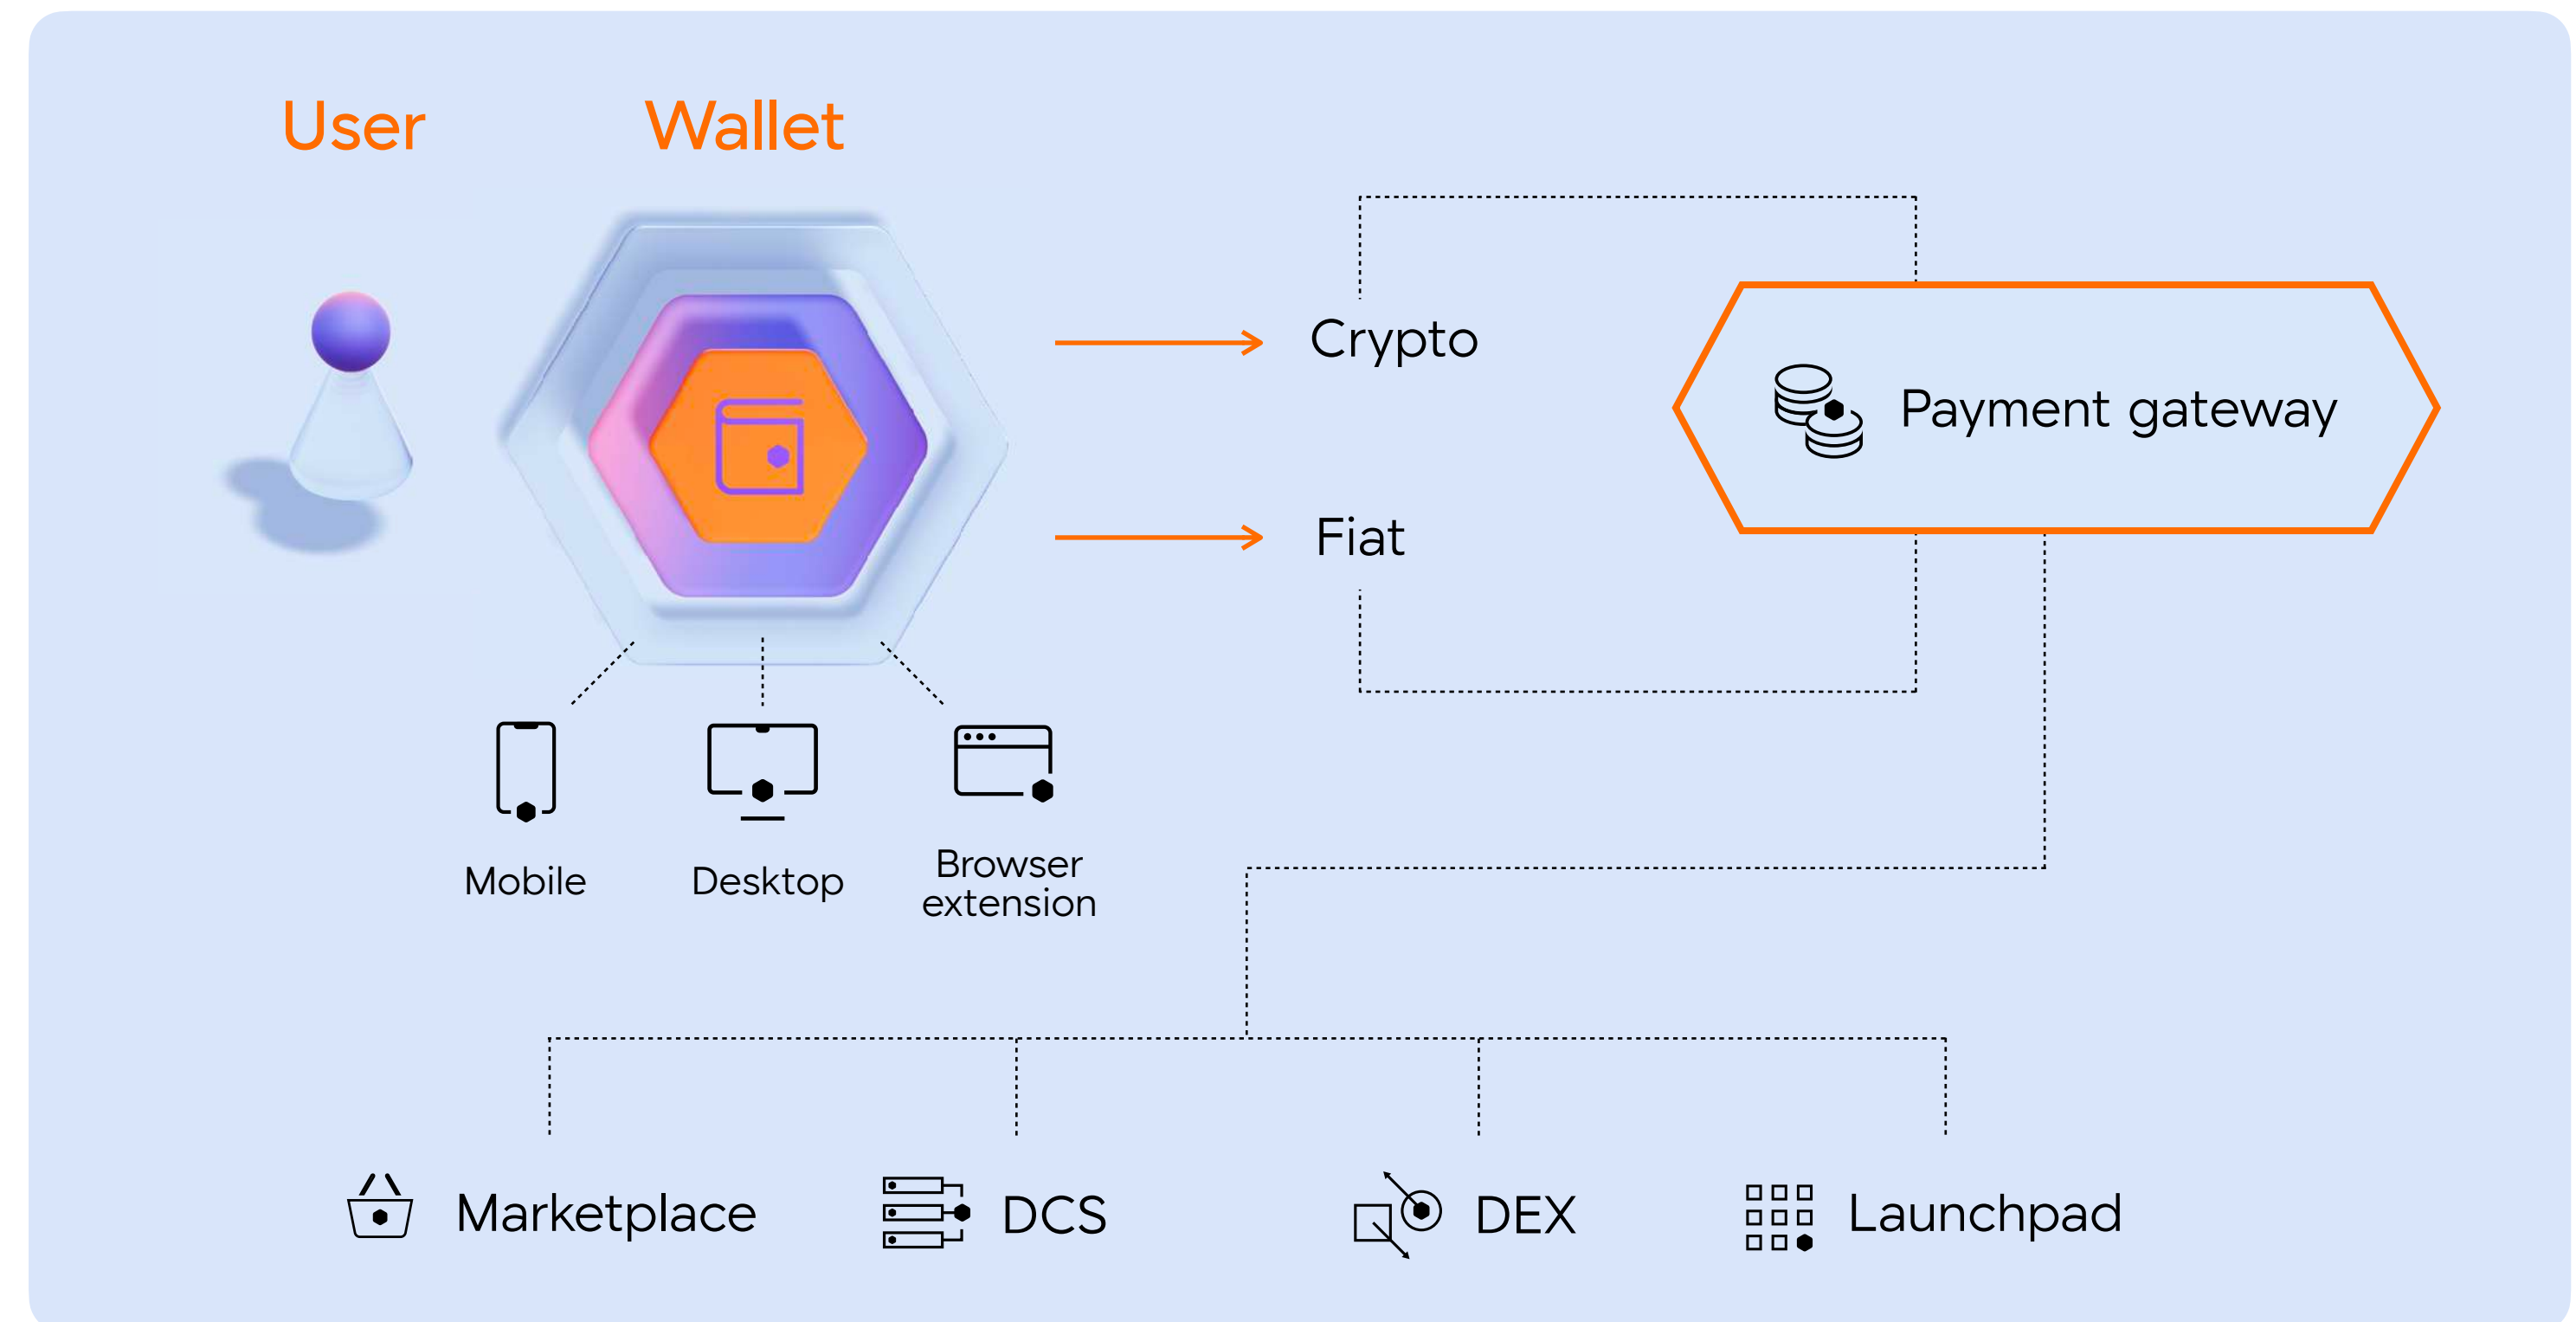 User
Wallet
Crypto
Payment gateway
Fiat
Mobile
Desktop
Browser
extension
Marketplace
DCS
DEX
Launchpad